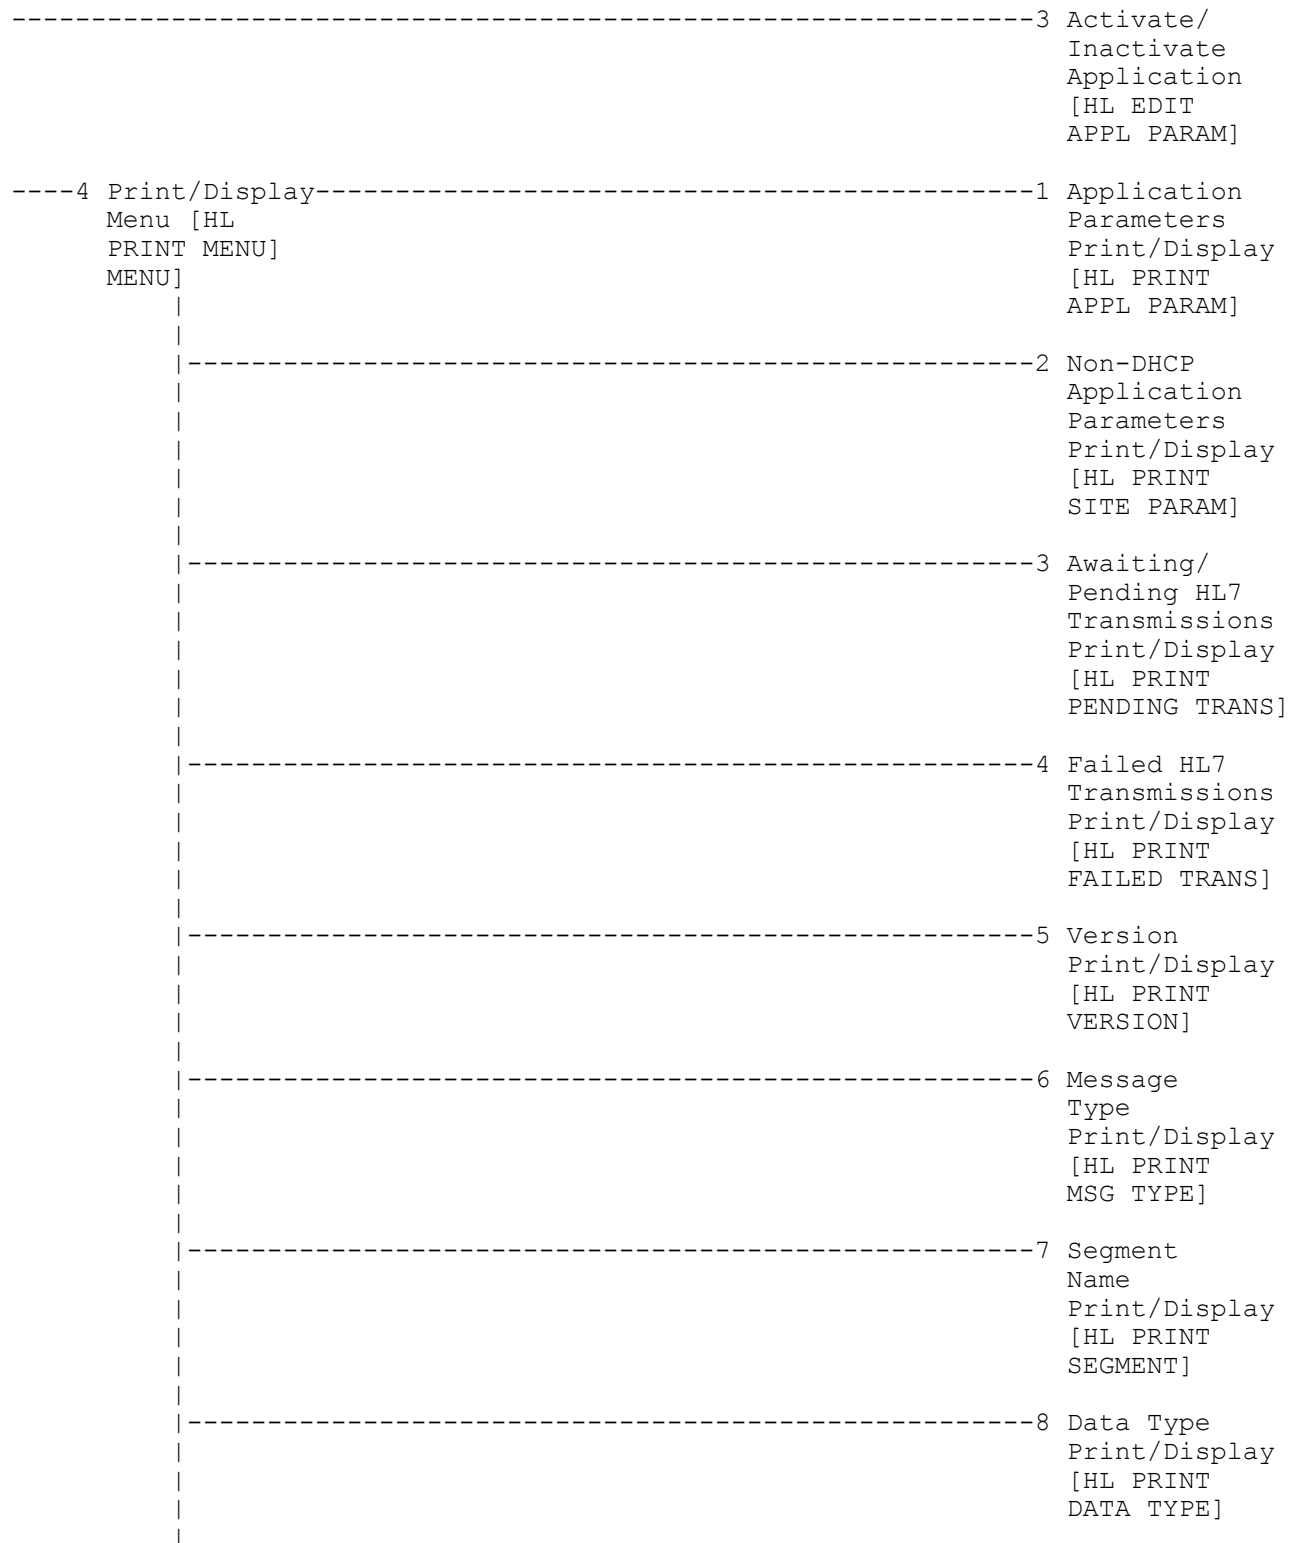 ----------------------------------------------------------------3 Activate/
                                                                  Inactivate
                                                                  Application
                                                                  [HL EDIT
                                                                  APPL PARAM]

----4 Print/Display---------------------------------------------1 Application
      Menu [HL                                                    Parameters
      PRINT MENU]                                                 Print/Display
      MENU]                                                       [HL PRINT
          |                                                       APPL PARAM]
          |
          |-----------------------------------------------------2 Non-DHCP
          |                                                       Application
          |                                                       Parameters
          |                                                       Print/Display
          |                                                       [HL PRINT
          |                                                       SITE PARAM]
          |
          |-----------------------------------------------------3 Awaiting/
          |                                                       Pending HL7
          |                                                       Transmissions
          |                                                       Print/Display
          |                                                       [HL PRINT
          |                                                       PENDING TRANS]
          |
          |-----------------------------------------------------4 Failed HL7
          |                                                       Transmissions
          |                                                       Print/Display
          |                                                       [HL PRINT
          |                                                       FAILED TRANS]
          |
          |-----------------------------------------------------5 Version
          |                                                       Print/Display
          |                                                       [HL PRINT
          |                                                       VERSION]
          |
          |-----------------------------------------------------6 Message
          |                                                       Type
          |                                                       Print/Display
          |                                                       [HL PRINT
          |                                                       MSG TYPE]
          |
          |-----------------------------------------------------7 Segment
          |                                                       Name
          |                                                       Print/Display
          |                                                       [HL PRINT
          |                                                       SEGMENT]
          |
          |-----------------------------------------------------8 Data Type
          |                                                       Print/Display
          |                                                       [HL PRINT
          |                                                       DATA TYPE]
          |